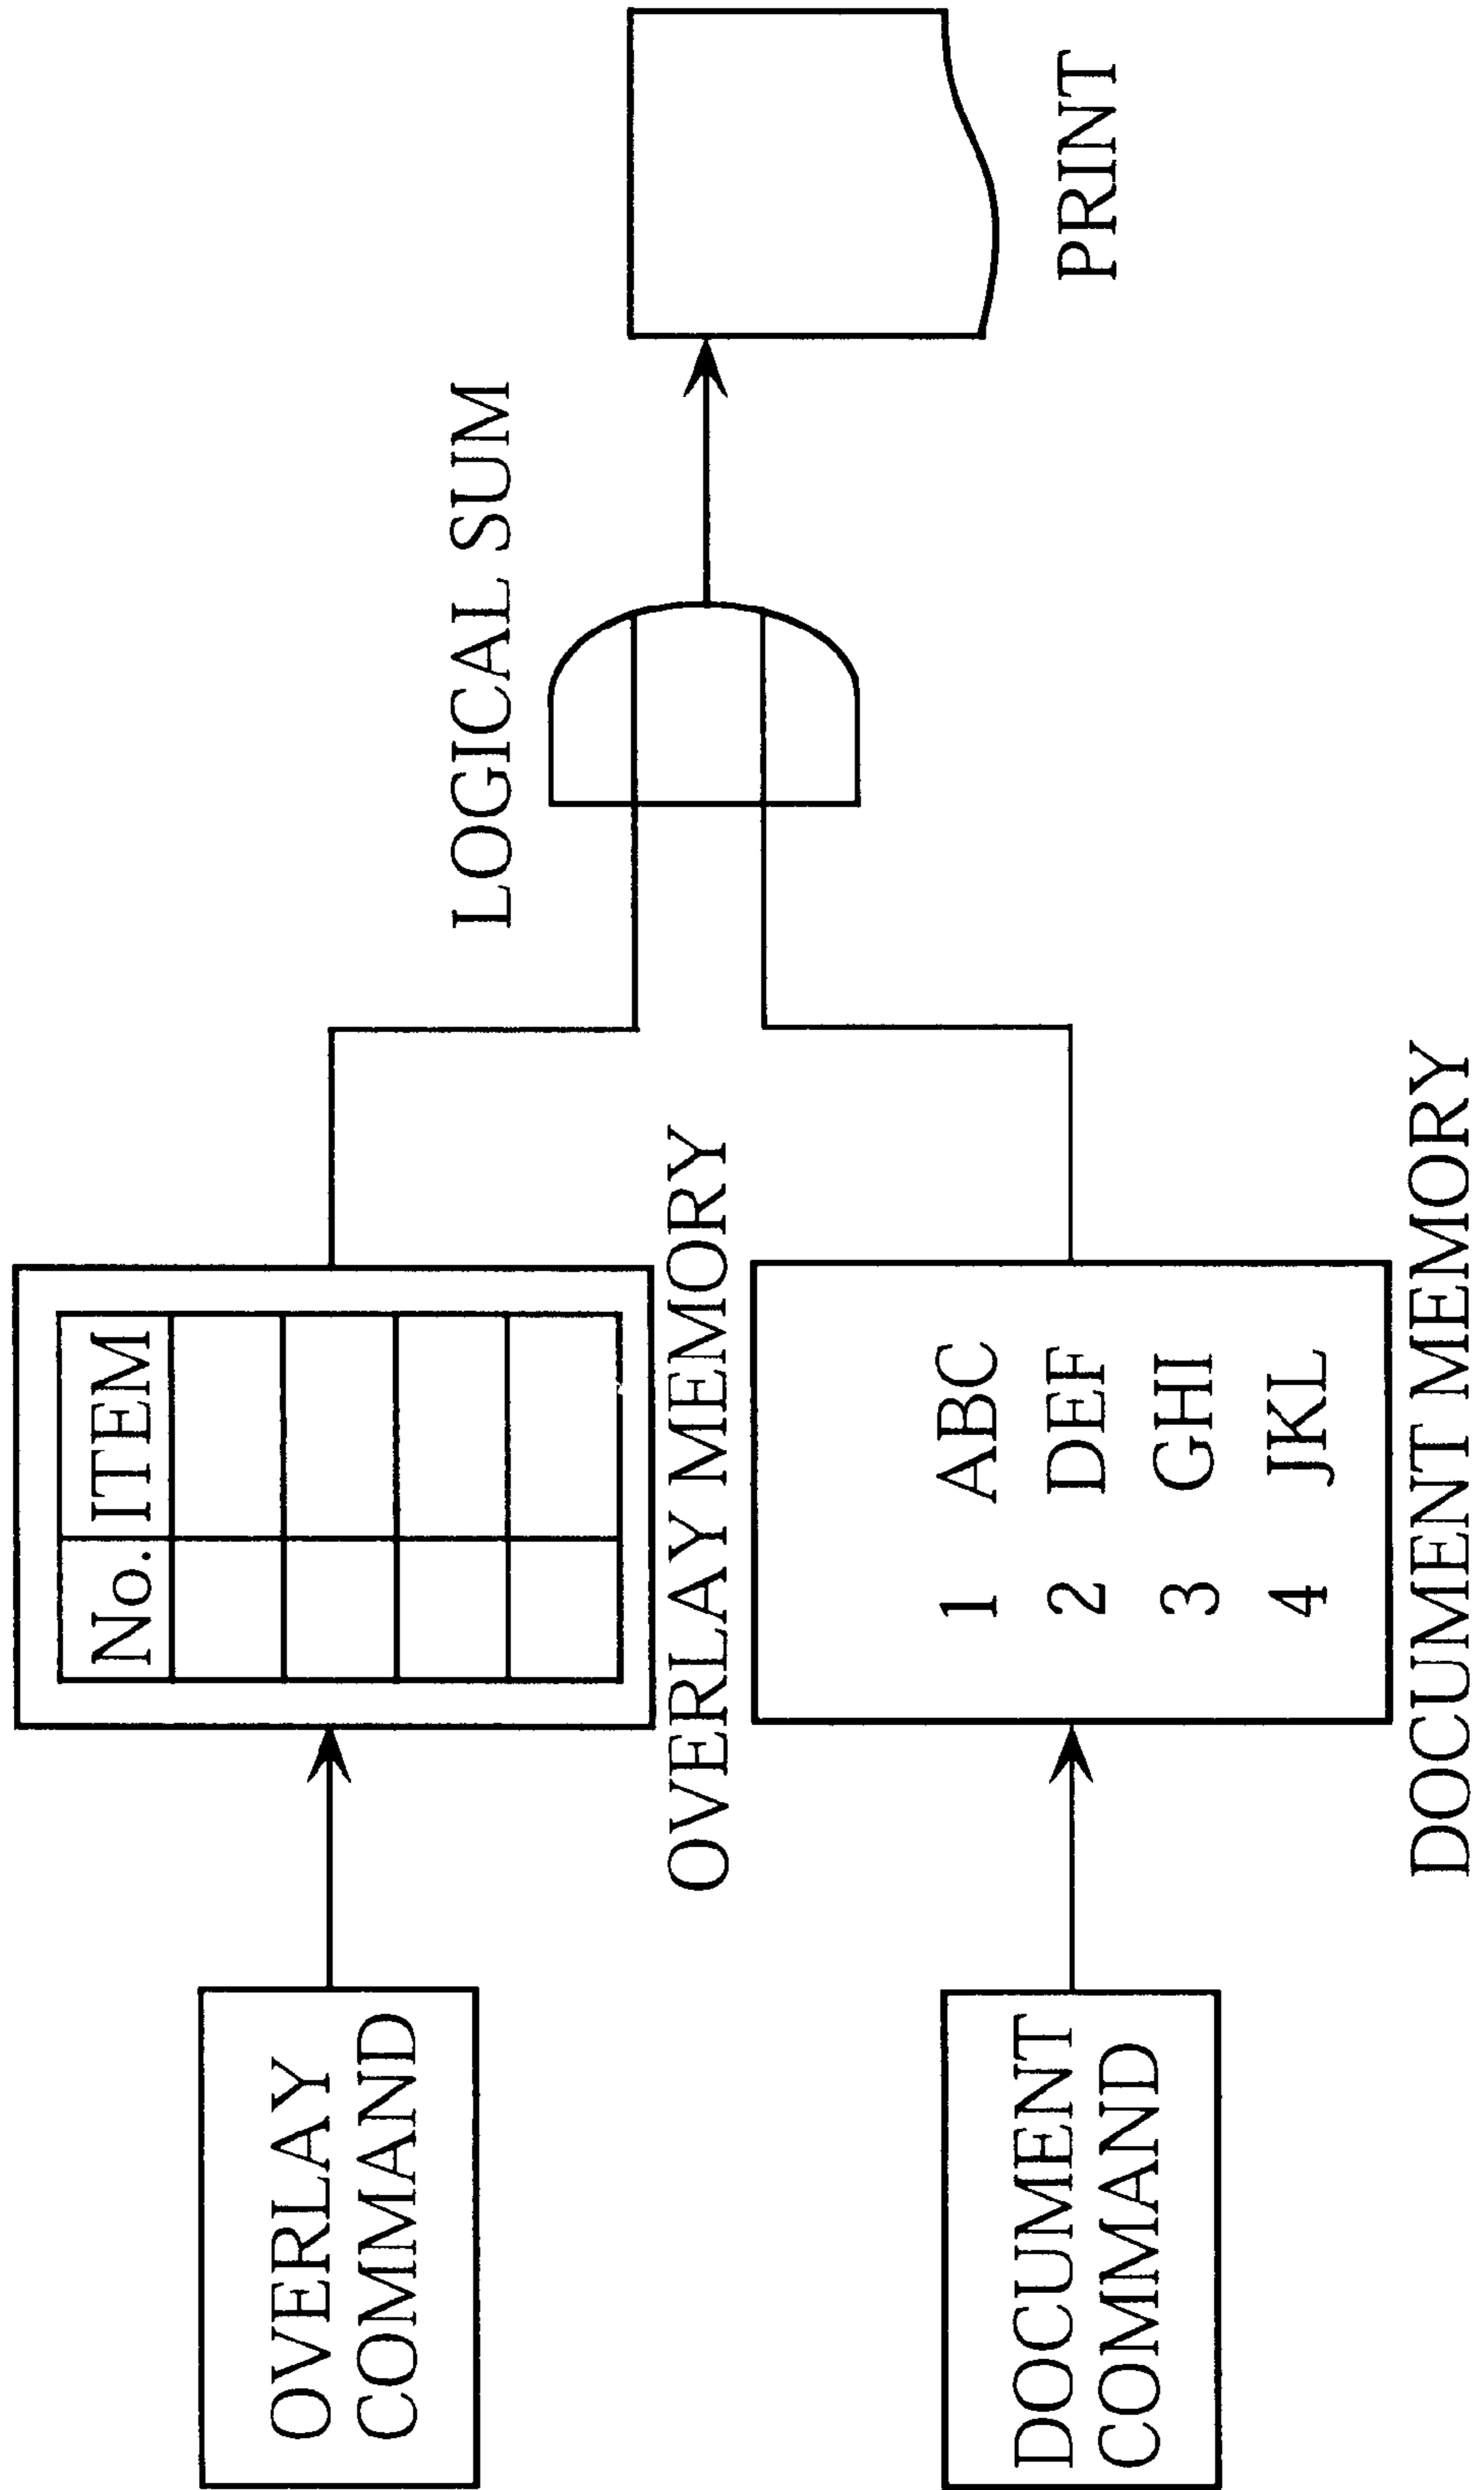 OVERLAY
COMMAND
No. ITEM
OVERLAY MEMORY
LOGICAL SUM
PRINT
DOCUMENT
COMMAND
1 ABC
2 DEF
3 GHI
4 JKL
DOCUMENT MEMORY